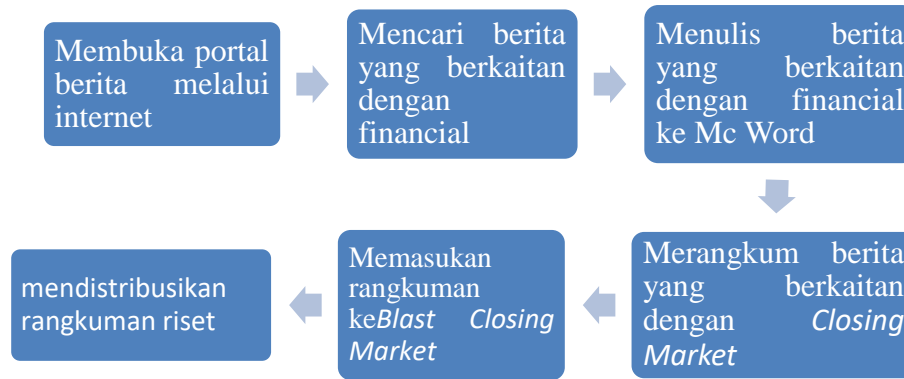 Membuka portal
berita melalui
internet
Mencari berita
yang berkaitan
dengan
financial
Menulis berita
yang berkaitan
dengan financial
ke Mc Word
Merangkum berita
yang berkaitan
dengan Closing
Market
Memasukan
rangkuman
keBlast Closing
Market
mendistribusikan
rangkuman riset